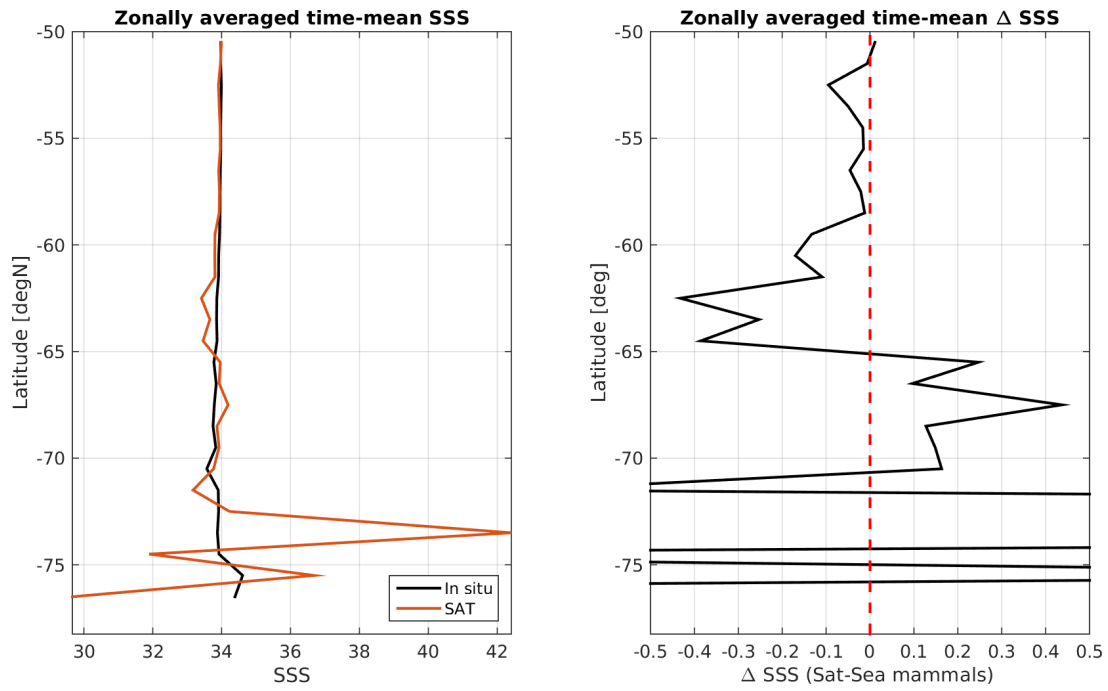 Zonally averaged time-mean SSS
-50
-55
-60
-65
-70
-75
Latitude [degN]
30 32 34 36 38 40 42
SSS
In situ
SAT
Zonally averaged time-mean Δ SSS
-50
-55
-60
-65
-70
-75
Latitude [deg]
-0.5 -0.4 -0.3 -0.2 -0.1 0 0.1 0.2 0.3 0.4 0.5
Δ SSS (Sat-Sea mammals)